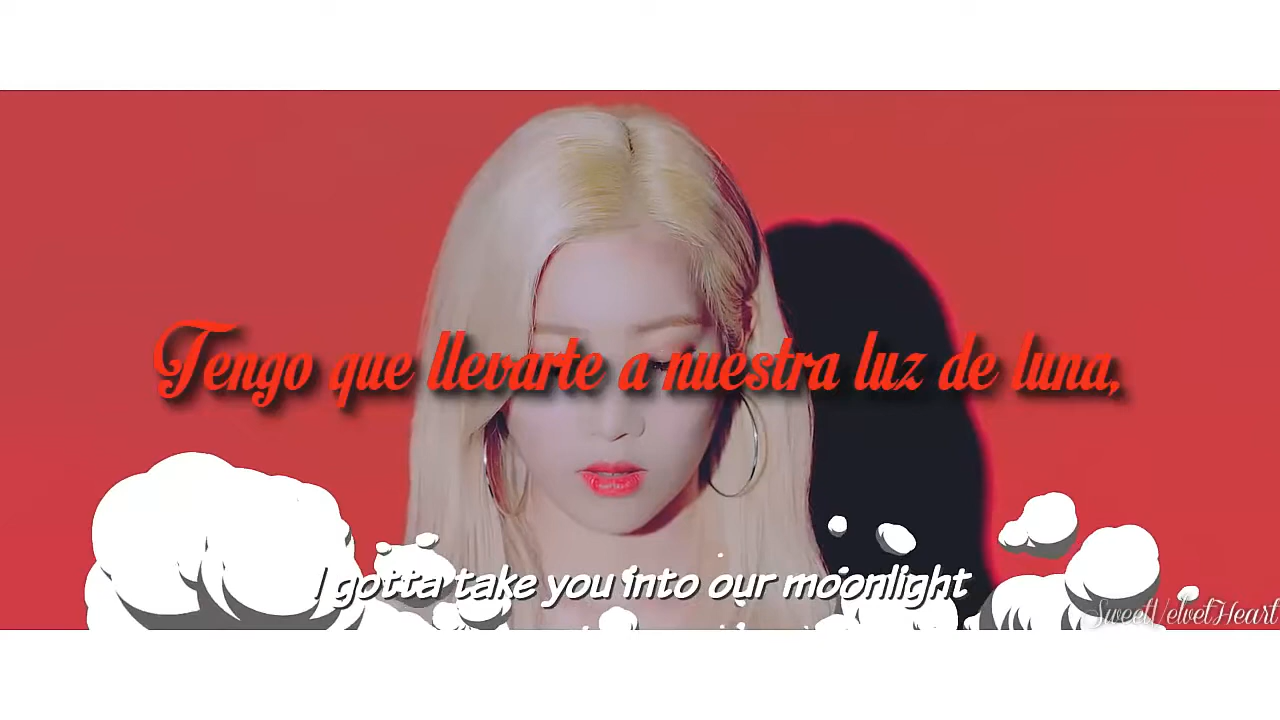 Tengo que llevarte a nuestra luz de luna,
I gotta take you into our moonlight
SweetVelvetHeart